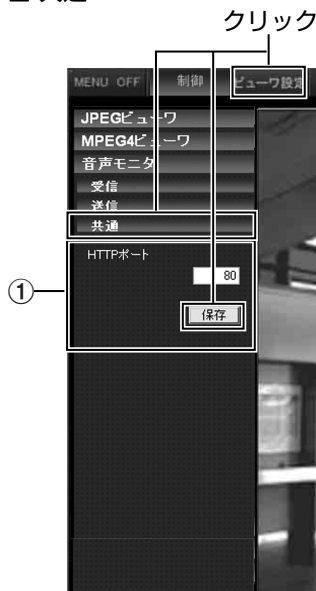 クリック
MENU OFF 制御 ビューワ設定
JPEGビューワ
MPEG4ビューワ
音声モニタ
受信
送信
共通
HTTPポート
80
①
保存